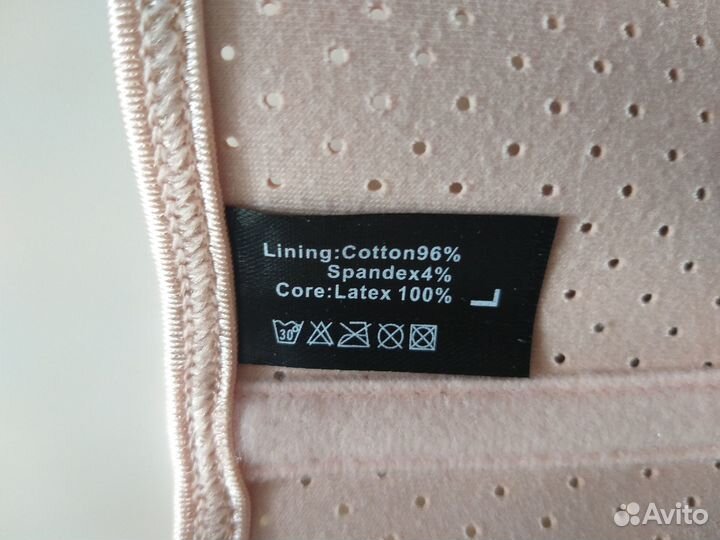 Lining:Cotton96%
Spandex4%
Core:Latex 100%
L
30°
Avito